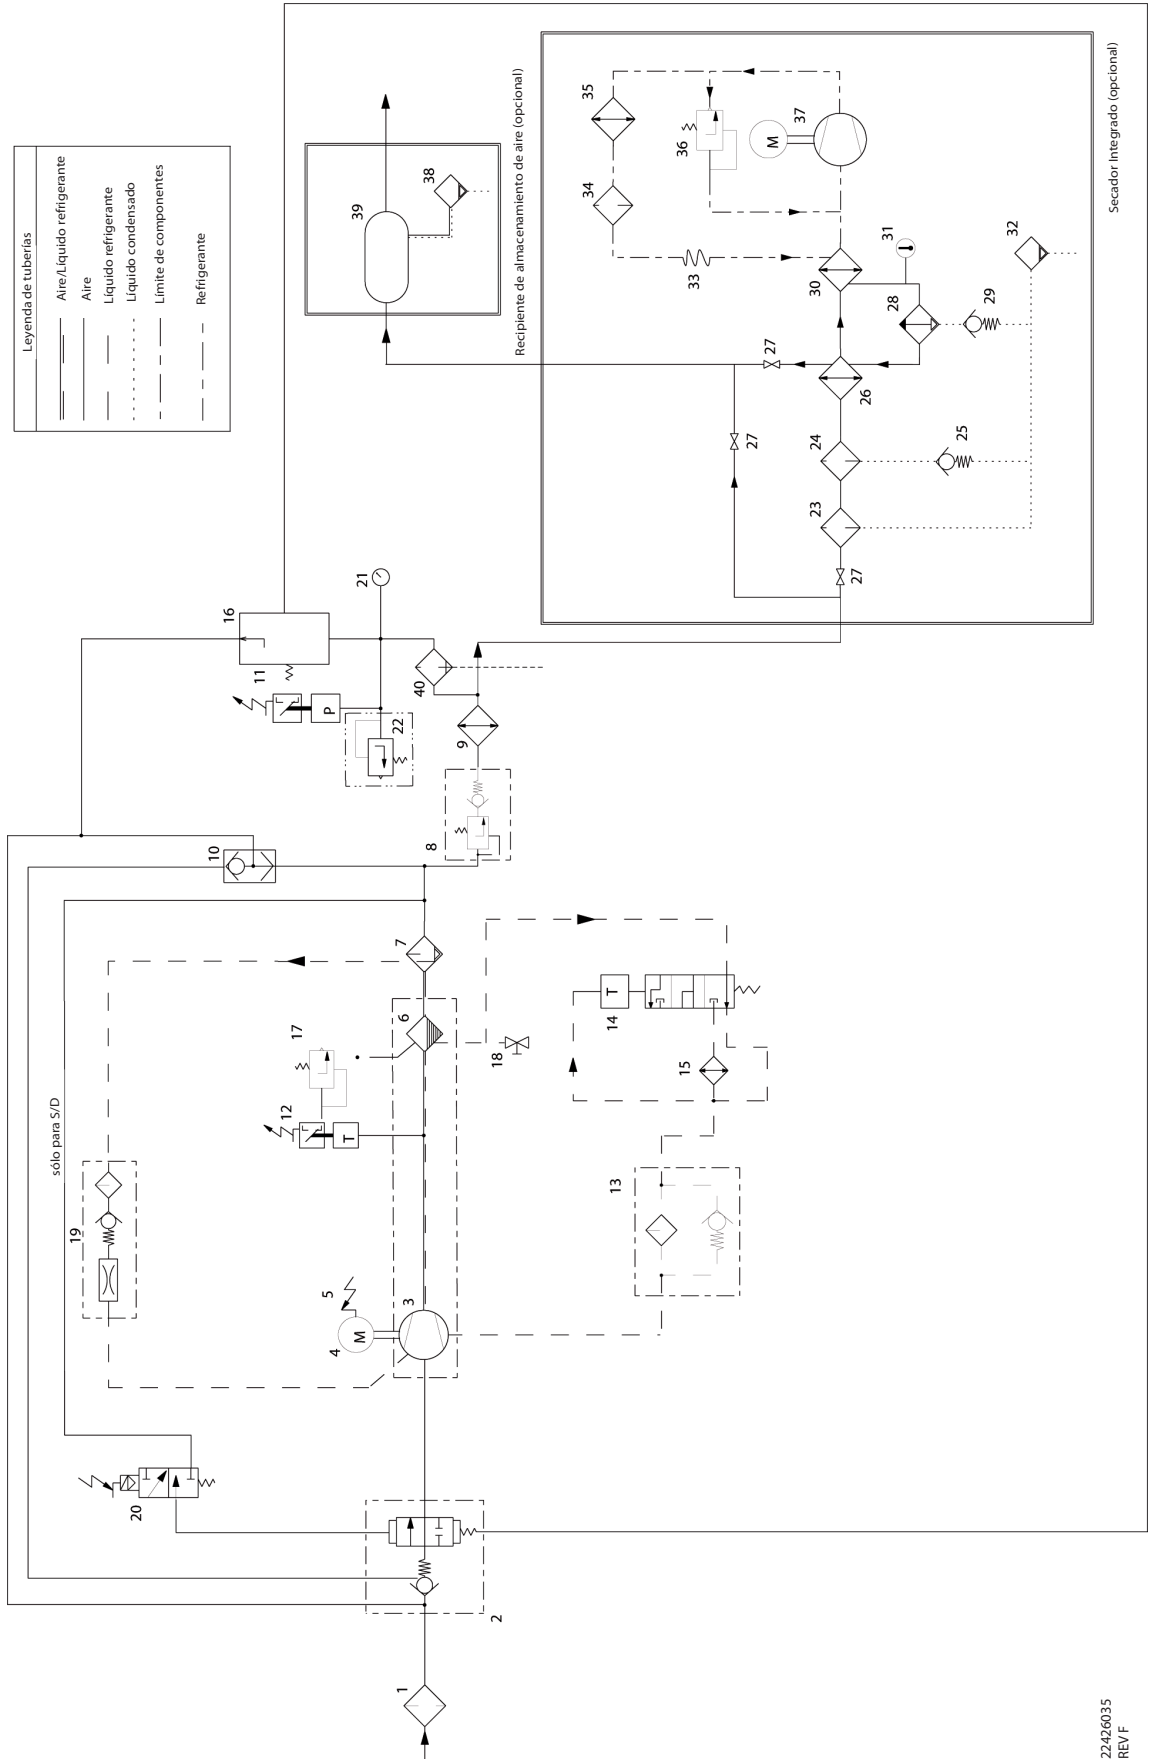 Leyenda de tuberías
Aire/Líquido refrigerante
Aire
Líquido refrigerante
Líquido condensado
Límite de componentes
Refrigerante
Recipiente de almacenamiento de aire (opcional)
Secador Integrado (opcional)
sólo para S/D
1
2
3
4
5
6
7
8
9
10
11
12
13
14
15
16
17
18
19
20
21
22
23
24
25
26
27
27
27
28
29
30
31
32
33
34
35
36
37
38
39
40
M
M
P
T
T
22426035
REV F